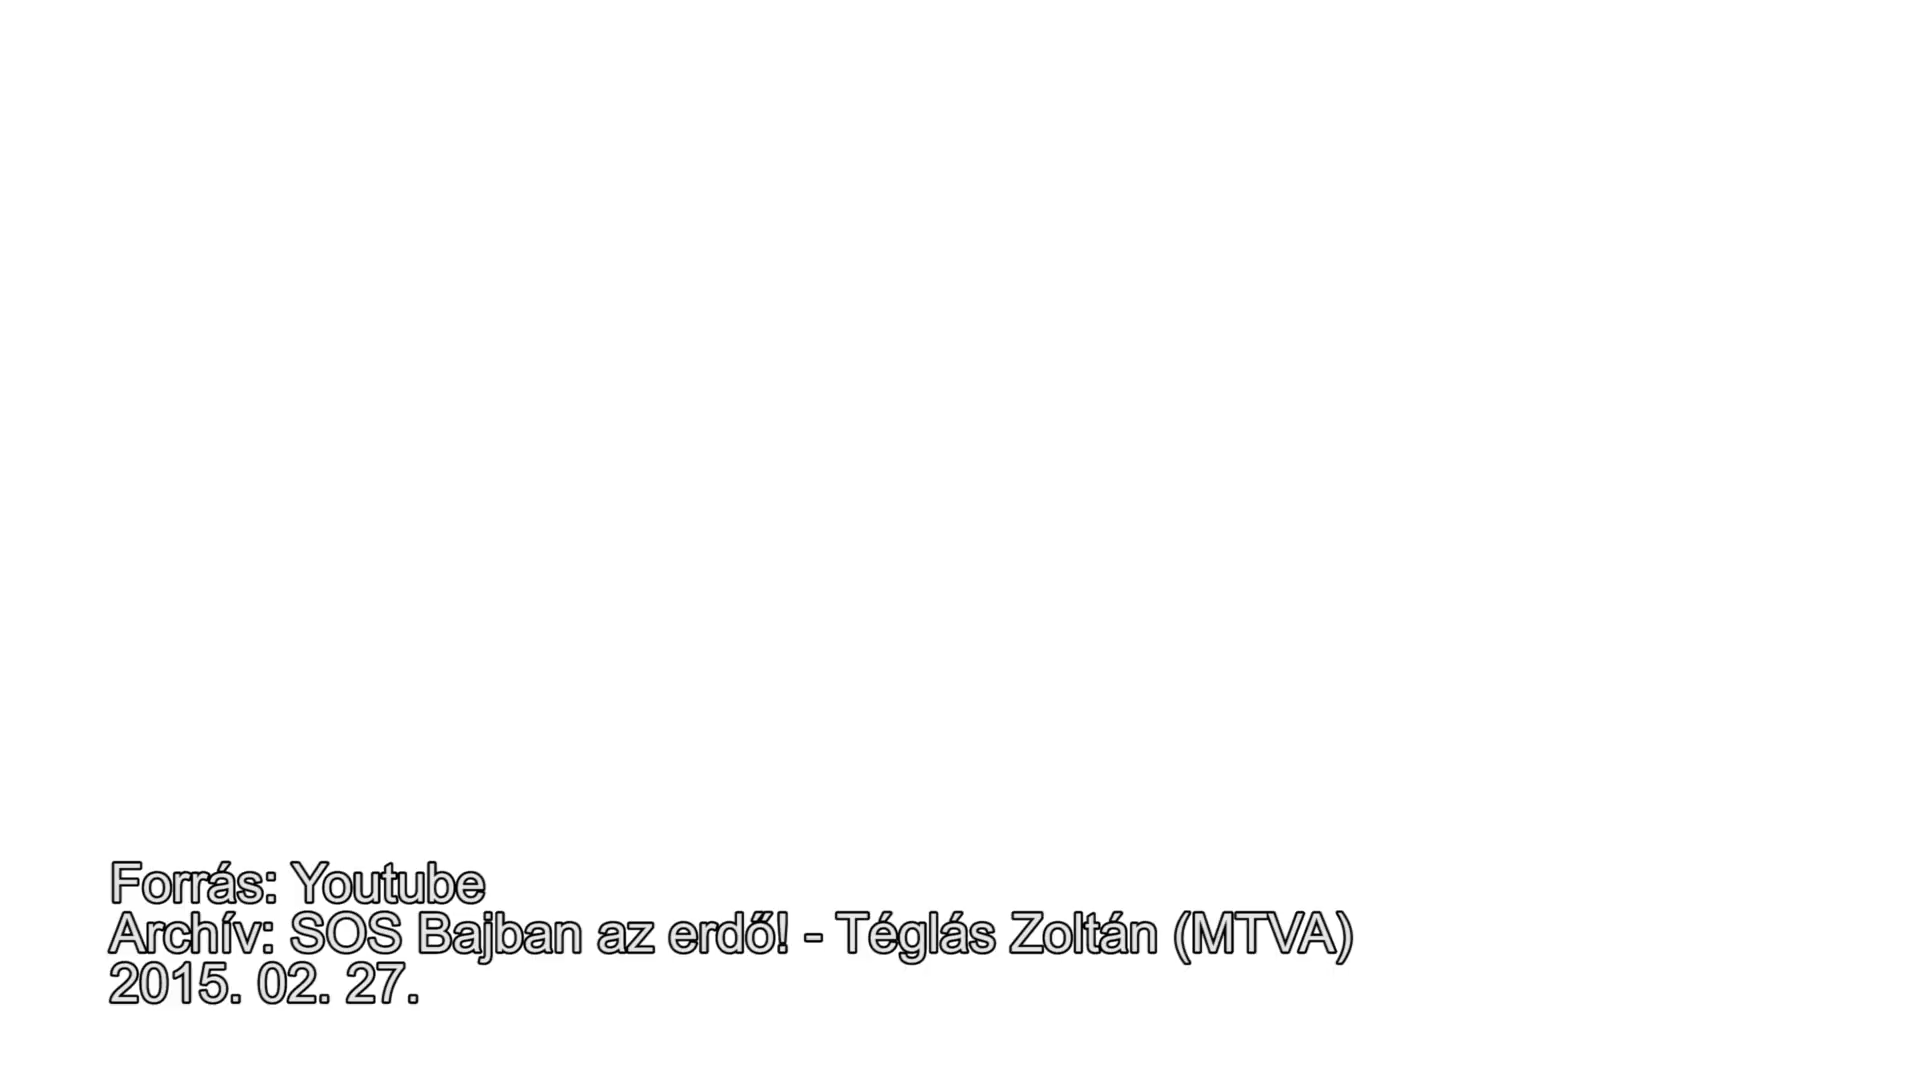 Forrás: Youtube
Archív: SOS Bajban az erdő! - Téglás Zoltán (MTVA)
2015. 02. 27.